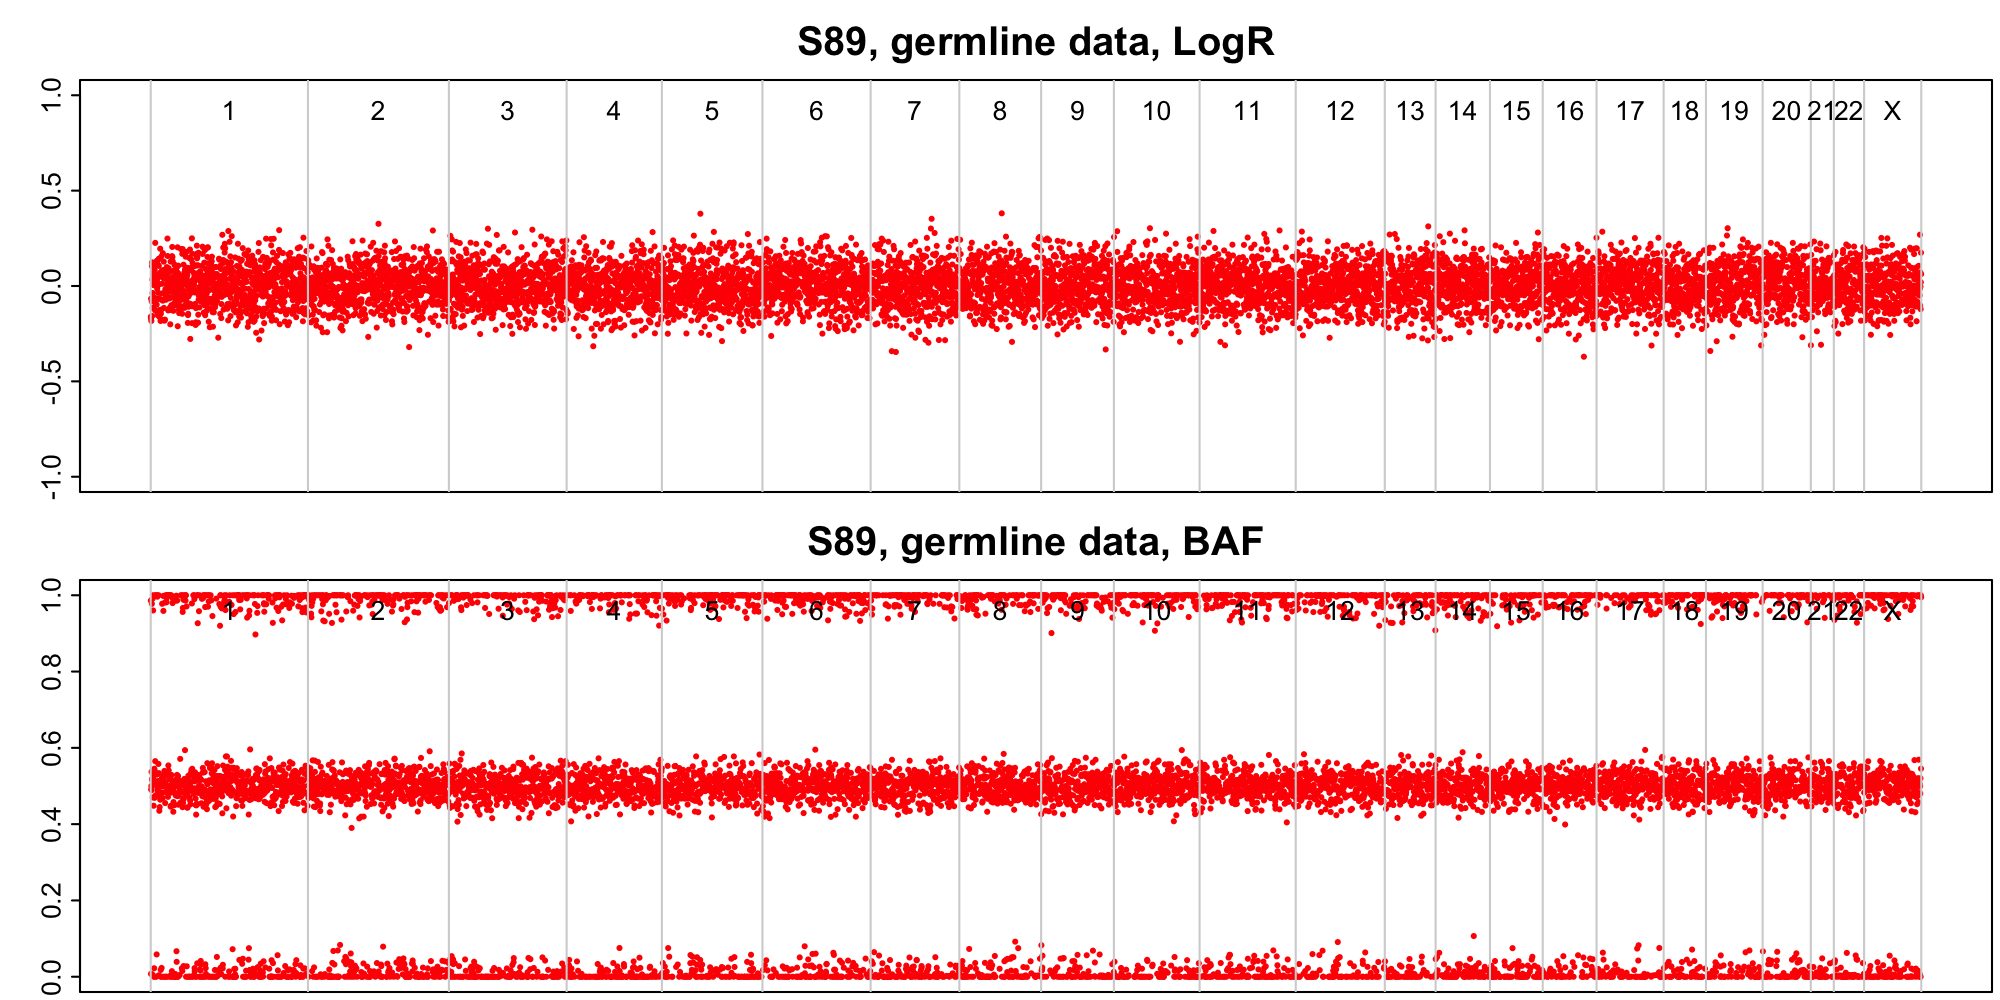 S89, germline data, LogR
1 2 3 4 5 6 7 8 9 10 11 12 13 14 15 16 17 18 19 20 21 22 X
1.0
0.5
0.0
-0.5
-1.0
S89, germline data, BAF
1 2 3 4 5 6 7 8 9 10 11 12 13 14 15 16 17 18 19 20 21 22 X
1.0
0.8
0.6
0.4
0.2
0.0